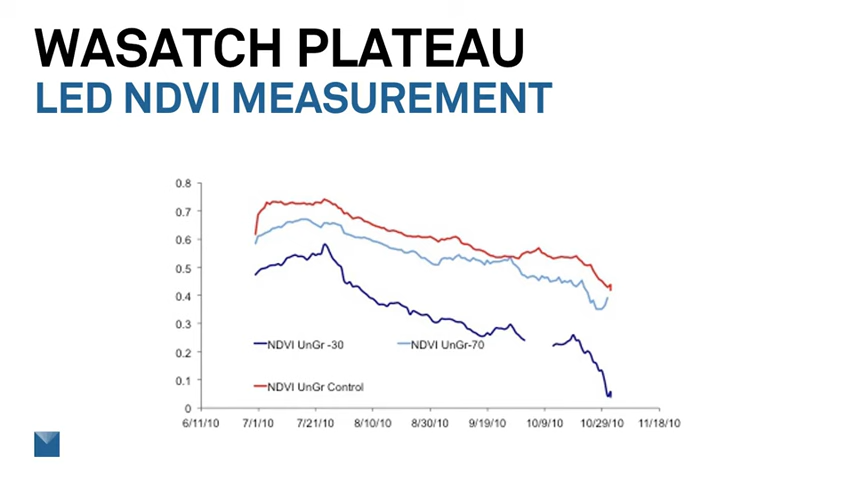 WASATCH PLATEAU
LED NDVI MEASUREMENT
0.8
0.7
0.6
0.5
0.4
0.3
0.2
0.1
0
NDVI UnGr -30
NDVI UnGr-70
NDVI UnGr Control
6/11/10 7/1/10 7/21/10 8/10/10 8/30/10 9/19/10 10/9/10 10/29/10 11/18/10